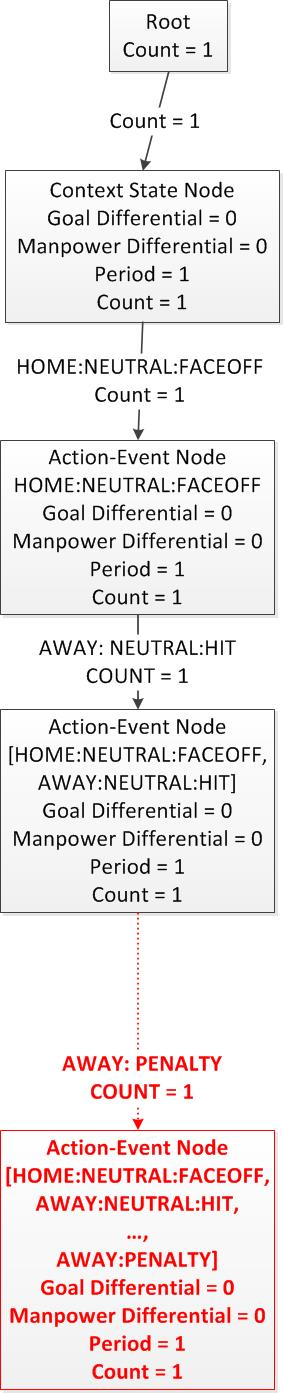 Root
Count = 1
Count = 1
Context State Node
Goal Differential = 0
Manpower Differential = 0
Period = 1
Count = 1
HOME:NEUTRAL:FACEOFF
Count = 1
Action-Event Node
HOME:NEUTRAL:FACEOFF
Goal Differential = 0
Manpower Differential = 0
Period = 1
Count = 1
AWAY: NEUTRAL:HIT
COUNT = 1
Action-Event Node
[HOME:NEUTRAL:FACEOFF,
AWAY:NEUTRAL:HIT]
Goal Differential = 0
Manpower Differential = 0
Period = 1
Count = 1
AWAY: PENALTY
COUNT = 1
Action-Event Node
[HOME:NEUTRAL:FACEOFF,
AWAY:NEUTRAL:HIT,
...,
AWAY:PENALTY]
Goal Differential = 0
Manpower Differential = 0
Period = 1
Count = 1